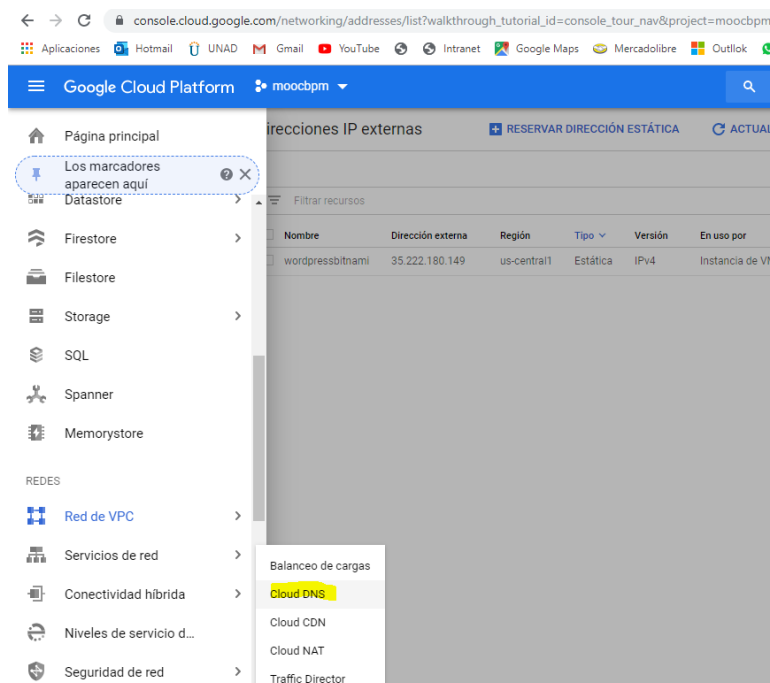 console.cloud.google.com/networking/addresses/list?walkthrough_tutorial_id=console_tour_nav&project=moocbpm
Aplicaciones Hotmail UNAD Gmail YouTube Intranet Google Maps Mercadolibre Outllok
Google Cloud Platform moocbpm
Página principal
irecciones IP externas RESERVAR DIRECCIÓN ESTÁTICA ACTUAL
Los marcadores
aparecen aquí
Datastore
Filtrar recursos
Nombre Dirección externa Región Tipo Versión En uso por
wordpressbitnami 35.222.180.149 us-central1 Estática IPv4 Instancia de VM
Firestore
Filestore
Storage
SQL
Spanner
Memorystore
REDES
Red de VPC
Servicios de red
Conectividad híbrida
Niveles de servicio d...
Seguridad de red
Balanceo de cargas
Cloud DNS
Cloud CDN
Cloud NAT
Traffic Director